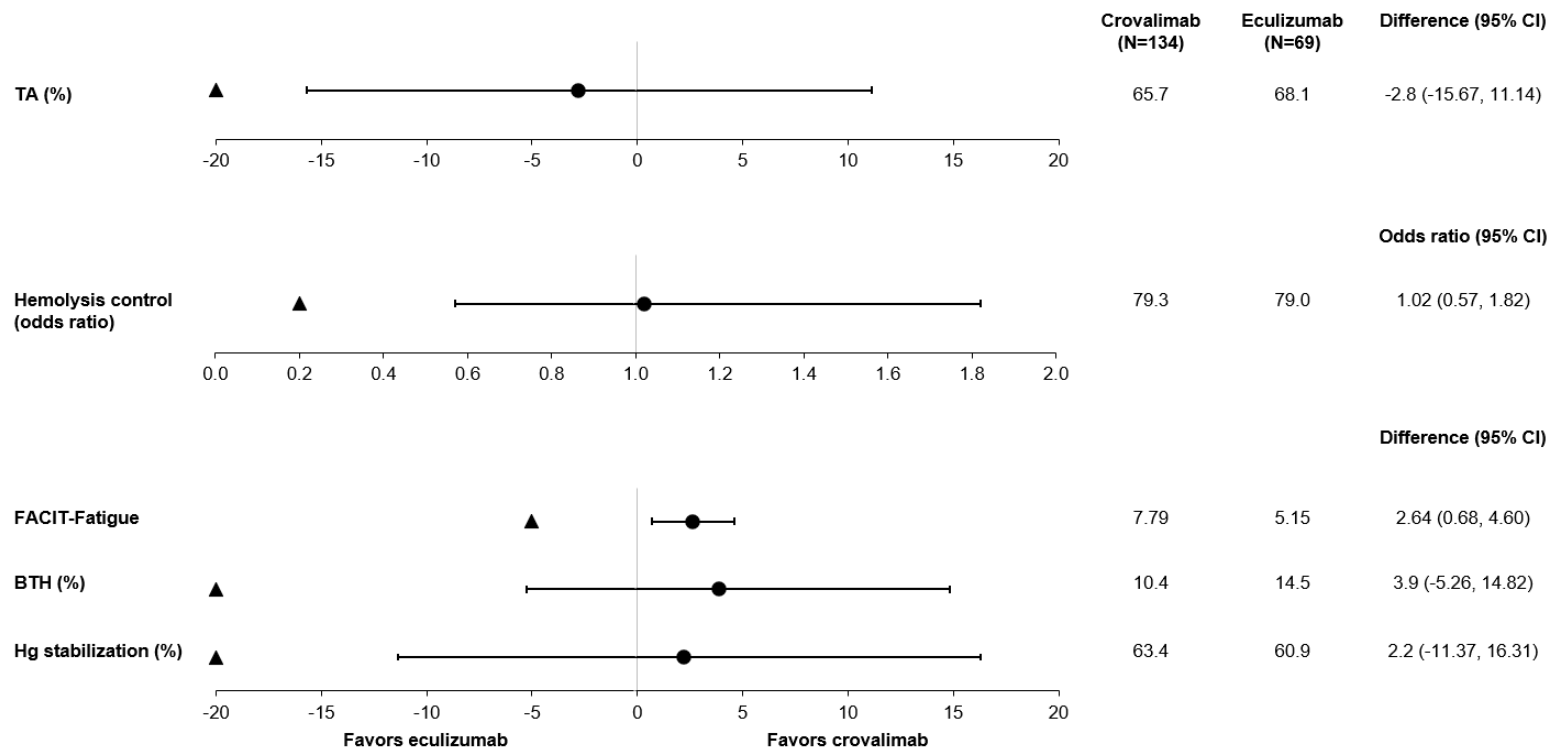 Crovalimab Eculizumab Difference (95% CI)
(N=134) (N=69)
TA (%) 65.7 68.1 -2.8 (-15.67, 11.14)
-20 -15 -10 -5 0 5 10 15 20
Odds ratio (95% CI)
Hemolysis control 79.3 79.0 1.02 (0.57, 1.82)
(odds ratio)
0.0 0.2 0.4 0.6 0.8 1.0 1.2 1.4 1.6 1.8 2.0
Difference (95% CI)
FACIT-Fatigue 7.79 5.15 2.64 (0.68, 4.60)
BTH (%) 10.4 14.5 3.9 (-5.26, 14.82)
Hg stabilization (%) 63.4 60.9 2.2 (-11.37, 16.31)
-20 -15 -10 -5 0 5 10 15 20
Favors eculizumab Favors crovalimab